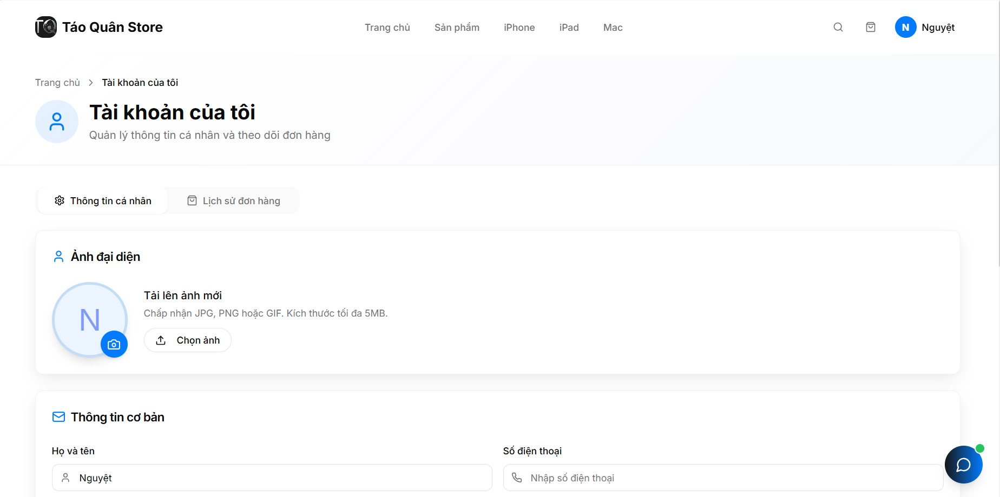 TQ Táo Quân Store
Trang chủ
Sản phẩm
iPhone
iPad
Mac
N Nguyệt
Trang chủ > Tài khoản của tôi
Tài khoản của tôi
Quản lý thông tin cá nhân và theo dõi đơn hàng
Thông tin cá nhân
Lịch sử đơn hàng
Ảnh đại diện
N
Tải lên ảnh mới
Chấp nhận JPG, PNG hoặc GIF. Kích thước tối đa 5MB.
Chọn ảnh
Thông tin cơ bản
Họ và tên
Nguyệt
Số điện thoại
Nhập số điện thoại